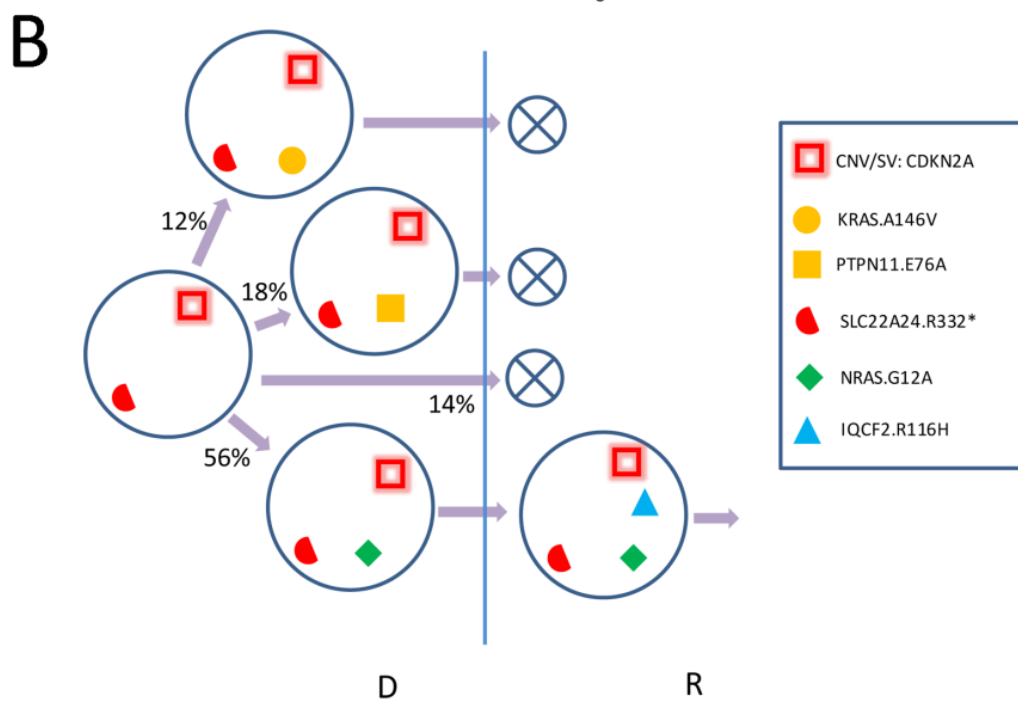 B
12%
18%
14%
56%
D
R
CNV/SV: CDKN2A
KRAS.A146V
PTPN11.E76A
SLC22A24.R332*
NRAS.G12A
IQCF2.R116H